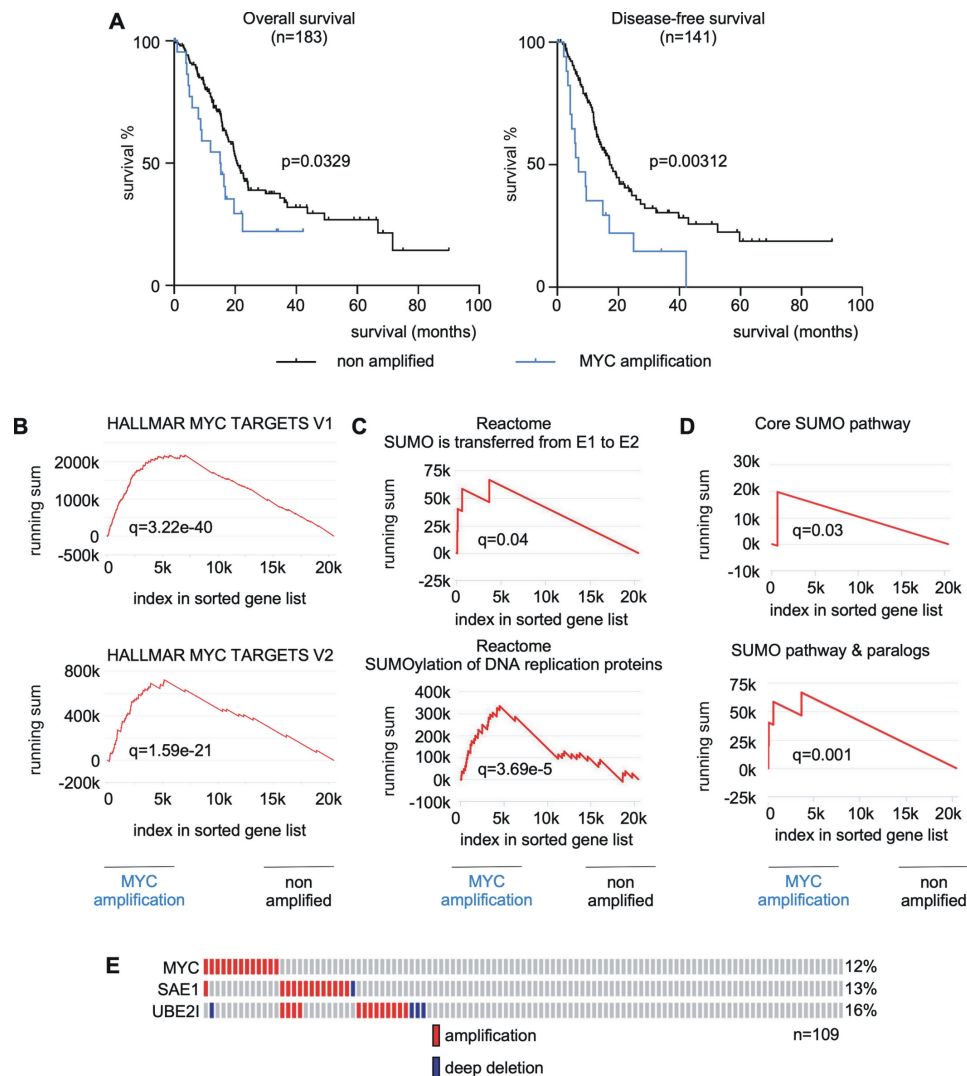 A
Overall survival
(n=183)
survival %
100
50
0
p=0.0329
0 20 40 60 80 100
survival (months)
Disease-free survival
(n=141)
survival %
100
50
0
p=0.00312
0 20 40 60 80 100
survival (months)
non amplified
MYC amplification
B
HALLMAR MYC TARGETS V1
running sum
2000k
1000k
0
-500k
q=3.22e-40
0 5k 10k 15k 20k
index in sorted gene list
HALLMAR MYC TARGETS V2
running sum
800k
400k
0
-200k
q=1.59e-21
0 5k 10k 15k 20k
index in sorted gene list
MYC
amplification
non
amplified
C
Reactome
SUMO is transferred from E1 to E2
running sum
75k
50k
25k
0k
-25k
q=0.04
0 5k 10k 15k 20k
index in sorted gene list
Reactome
SUMOylation of DNA replication proteins
running sum
400k
300k
200k
100k
0k
-100k
q=3.69e-5
0 5k 10k 15k 20k
index in sorted gene list
MYC
amplification
non
amplified
D
Core SUMO pathway
running sum
30k
20k
10k
0k
-10k
q=0.03
0 5k 10k 15k 20k
index in sorted gene list
SUMO pathway & paralogs
running sum
75k
50k
25k
0k
-25k
q=0.001
0 5k 10k 15k 20k
index in sorted gene list
MYC
amplification
non
amplified
E
MYC 12%
SAE1 13%
UBE2I 16%
amplification
n=109
deep deletion